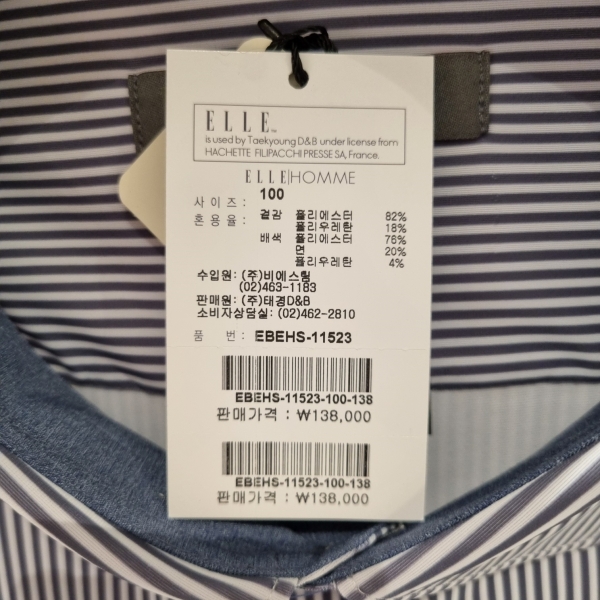 ELLE™
is used by Taekyoung D&B under license from
HACHETTE FILIPACCHI PRESSE SA, France.
ELLE|HOMME
사 이 즈 : 100
혼 용 율 : 겉감 폴리에스터 82%
폴리우레탄 18%
배색 폴리에스터 76%
면 20%
폴리우레탄 4%
수입원: (주)비에스팀
(02)463-1183
판매원: (주)태경D&B
소비자상담실: (02)462-2810
품 번: EBEHS-11523
EBEHS-11523-100-138
판매가격 : ₩138,000
EBEHS-11523-100-138
판매가격 : ₩138,000